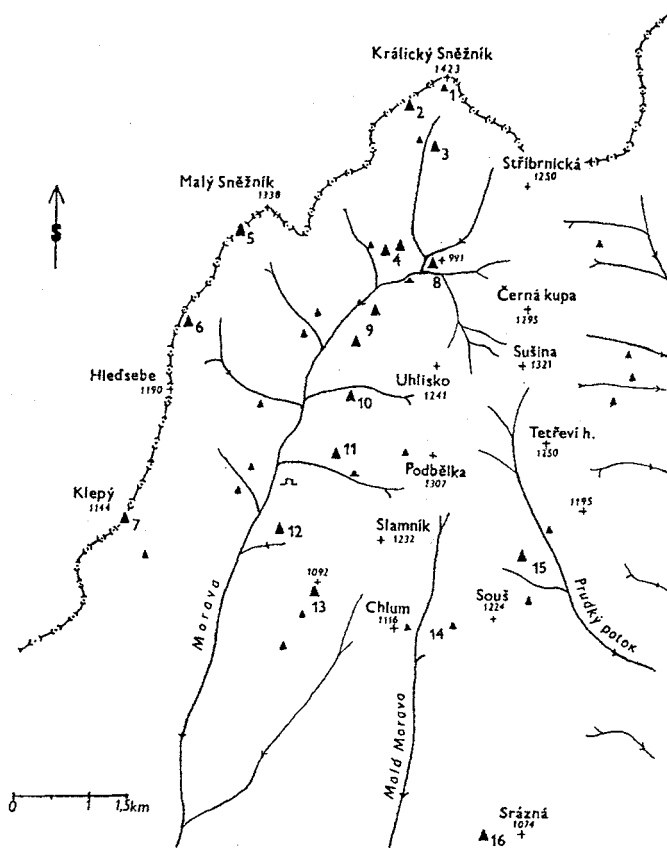 Králický Sněžník
1423
1
2
3
Stříbrnická
1250
Malý Sněžník
1338
S
5
4
991
8
Černá kupa
1295
6
9
Sušina
1321
Hleďsebe
1190
Uhlisko
1241
10
Tetřeví h.
1250
11
Podbělka
1307
Klepý
1144
7
1195
12
Slamník
1232
15
1092
13
Chlum
1116
14
Souš
1224
Morava
Prudký potok
Malá Morava
0 1 1,5km
Srázná
1074
16